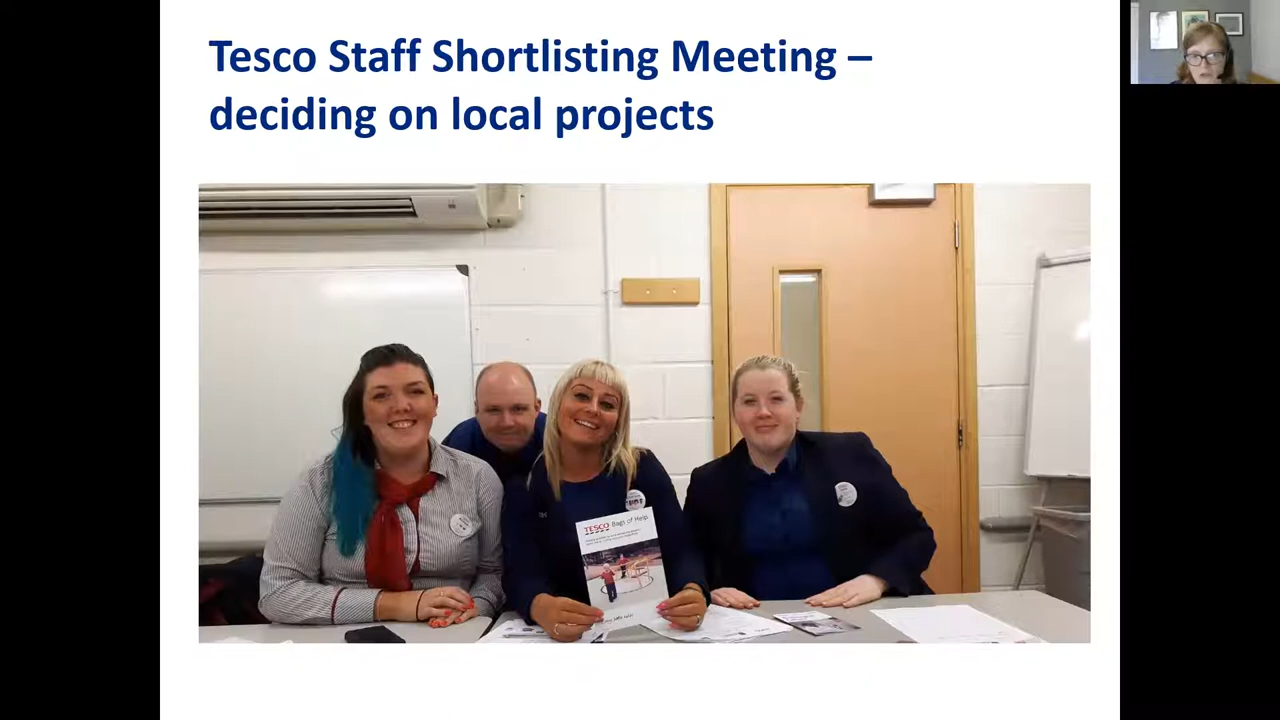 Tesco Staff Shortlisting Meeting –
deciding on local projects
TESCO Bags of Help